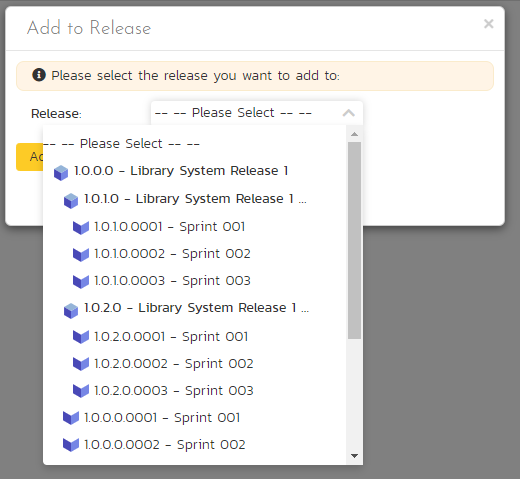 Add to Release
×
Please select the release you want to add to:
Release:
-- -- Please Select -- --
-- -- Please Select -- --
1.0.0.0 - Library System Release 1
1.0.1.0 - Library System Release 1 ...
1.0.1.0.0001 - Sprint 001
1.0.1.0.0002 - Sprint 002
1.0.1.0.0003 - Sprint 003
1.0.2.0 - Library System Release 1 ...
1.0.2.0.0001 - Sprint 001
1.0.2.0.0002 - Sprint 002
1.0.2.0.0003 - Sprint 003
1.0.0.0.0001 - Sprint 001
1.0.0.0.0002 - Sprint 002